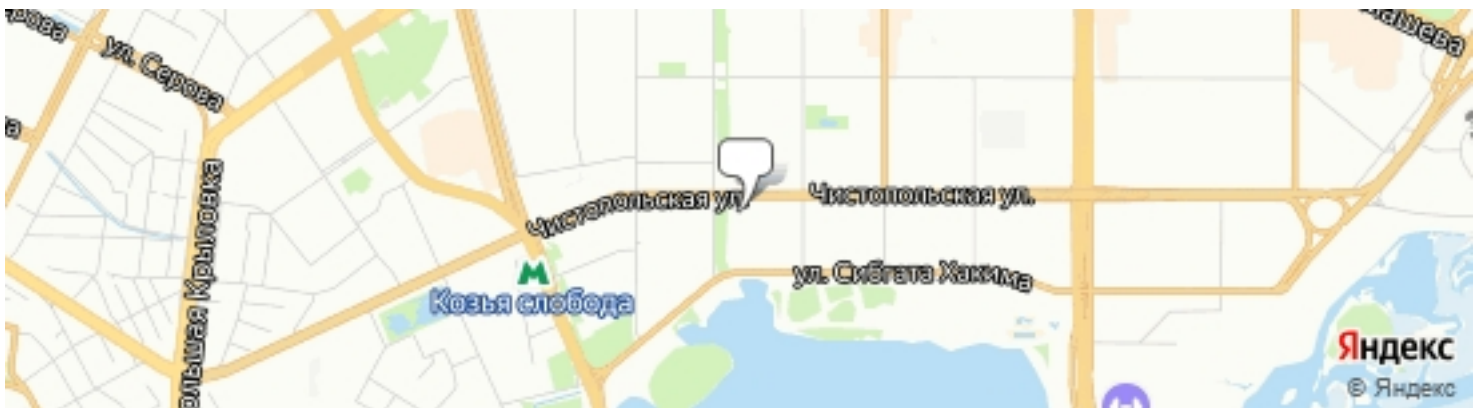 ул. Серова
Чистопольская ул.
Чистопольская ул.
ул. Сибгата Хакима
Козья слобода
Яндекс
© Яндекс